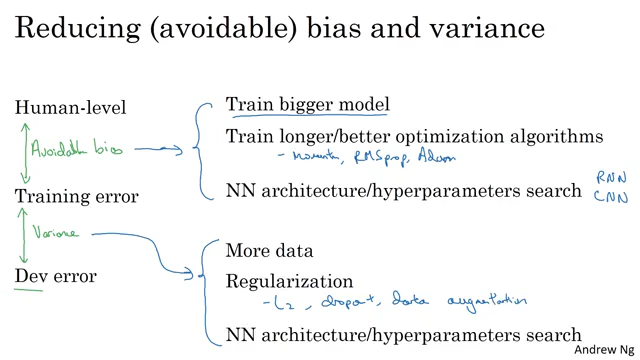 Reducing (avoidable) bias and variance
Human-level
Avoidable bias
Training error
Variance
Dev error
Train bigger model
Train longer/better optimization algorithms
- momentum, RMSprop, Adam
NN architecture/hyperparameters search
RNN
CNN
More data
Regularization
- L2, dropout, data augmentation
NN architecture/hyperparameters search
Andrew Ng